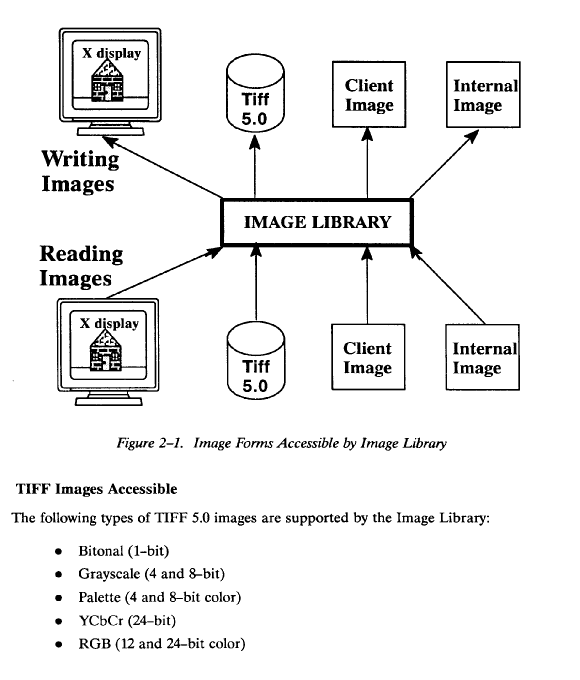 X display
Tiff
5.0
Client
Image
Internal
Image
Writing
Images
IMAGE LIBRARY
Reading
Images
X display
Tiff
5.0
Client
Image
Internal
Image
Figure 2–1. Image Forms Accessible by Image Library
TIFF Images Accessible
The following types of TIFF 5.0 images are supported by the Image Library:
• Bitonal (1–bit)
• Grayscale (4 and 8–bit)
• Palette (4 and 8–bit color)
• YCbCr (24–bit)
• RGB (12 and 24–bit color)